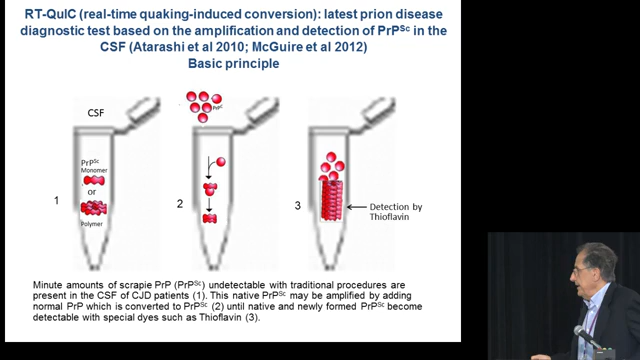 RT-QuIC (real-time quaking-induced conversion): latest prion disease
diagnostic test based on the amplification and detection of PrPSc in the
CSF (Atarashi et al 2010; McGuire et al 2012)
Basic principle
CSF
PrPSc
Monomer
or
Polymer
1
PrPC
2
3
Detection by
Thioflavin
Minute amounts of scrapie PrP (PrPSc) undetectable with traditional procedures are
present in the CSF of CJD patients (1). This native PrPSc may be amplified by adding
normal PrP which is converted to PrPSc (2) until native and newly formed PrPSc become
detectable with special dyes such as Thioflavin (3).